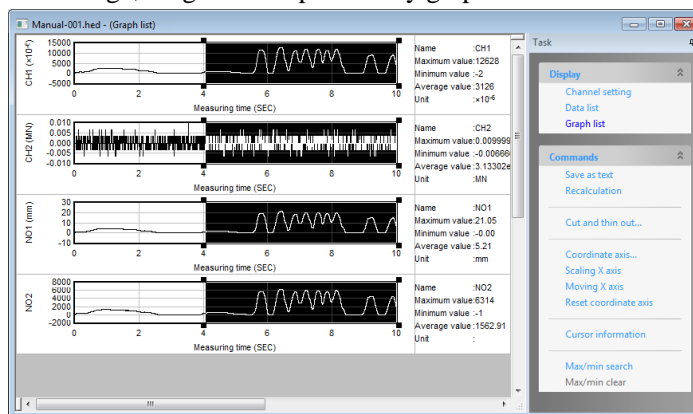 Manual-001.hed - (Graph list)
CH1 (×10⁻⁶)
15000
10000
5000
0
-5000
0 2 4 6 8 10
Measuring time (SEC)
Name :CH1
Maximum value:12628
Minimum value :-2
Average value :3126
Unit :×10⁻⁶
CH2 (MN)
0.010
0.005
0.000
-0.005
-0.010
0 2 4 6 8 10
Measuring time (SEC)
Name :CH2
Maximum value:0.009999
Minimum value :-0.00666
Average value :3.13302e
Unit :MN
NO1 (mm)
30
20
10
0
-10
0 2 4 6 8 10
Measuring time (SEC)
Name :NO1
Maximum value:21.05
Minimum value :-0.00
Average value :5.21
Unit :mm
NO2
8000
6000
4000
2000
0
-2000
0 2 4 6 8 10
Measuring time (SEC)
Name :NO2
Maximum value:6314
Minimum value :-1
Average value :1562.91
Unit :
Task
Display
Channel setting
Data list
Graph list
Commands
Save as text
Recalculation
Cut and thin out...
Coordinate axis...
Scaling X axis
Moving X axis
Reset coordinate axis
Cursor information
Max/min search
Max/min clear